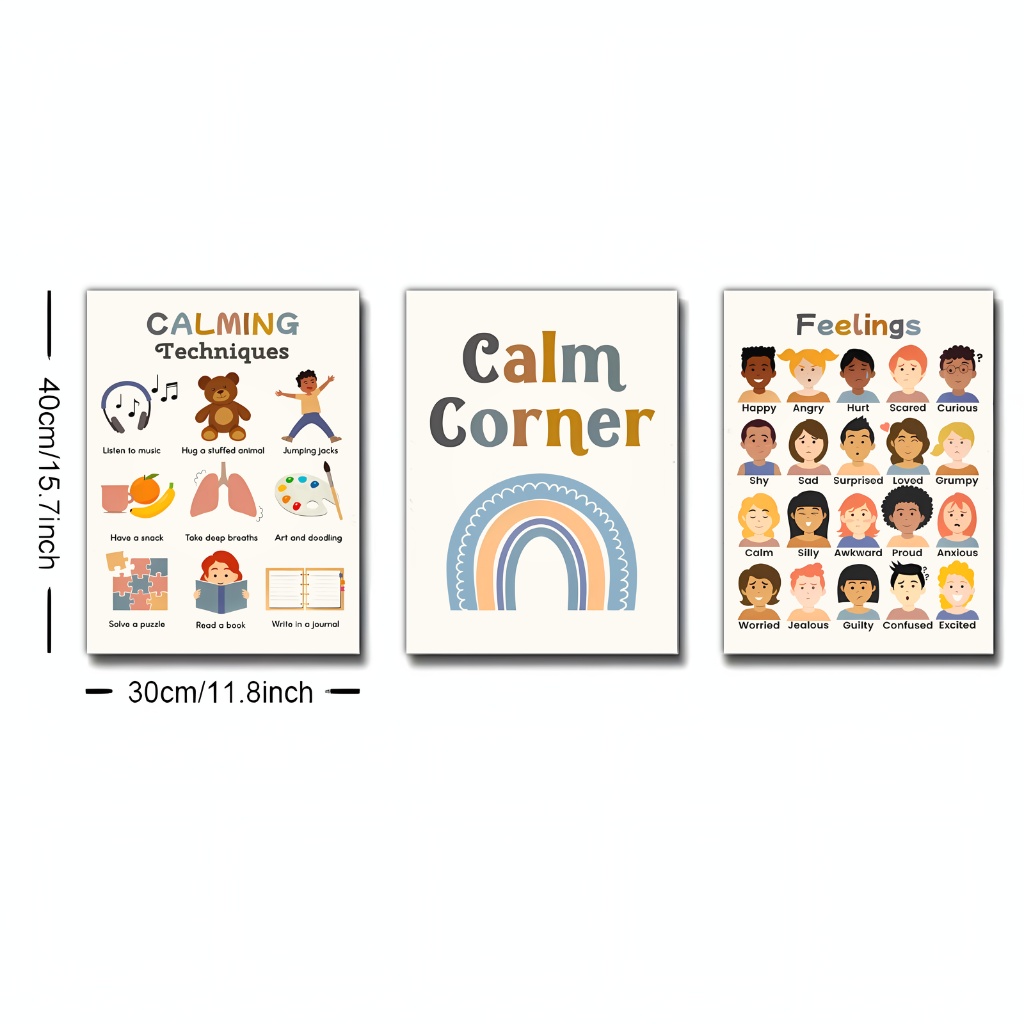 40cm/15.7inch
30cm/11.8inch
CALMING
Techniques
Listen to music
Hug a stuffed animal
Jumping jacks
Have a snack
Take deep breaths
Art and doodling
Solve a puzzle
Read a book
Write in a journal
Calm
Corner
Feelings
?
Happy Angry Hurt Scared Curious
Shy Sad Surprised Loved Grumpy
Calm Silly Awkward Proud Anxious
??
Worried Jealous Guilty Confused Excited